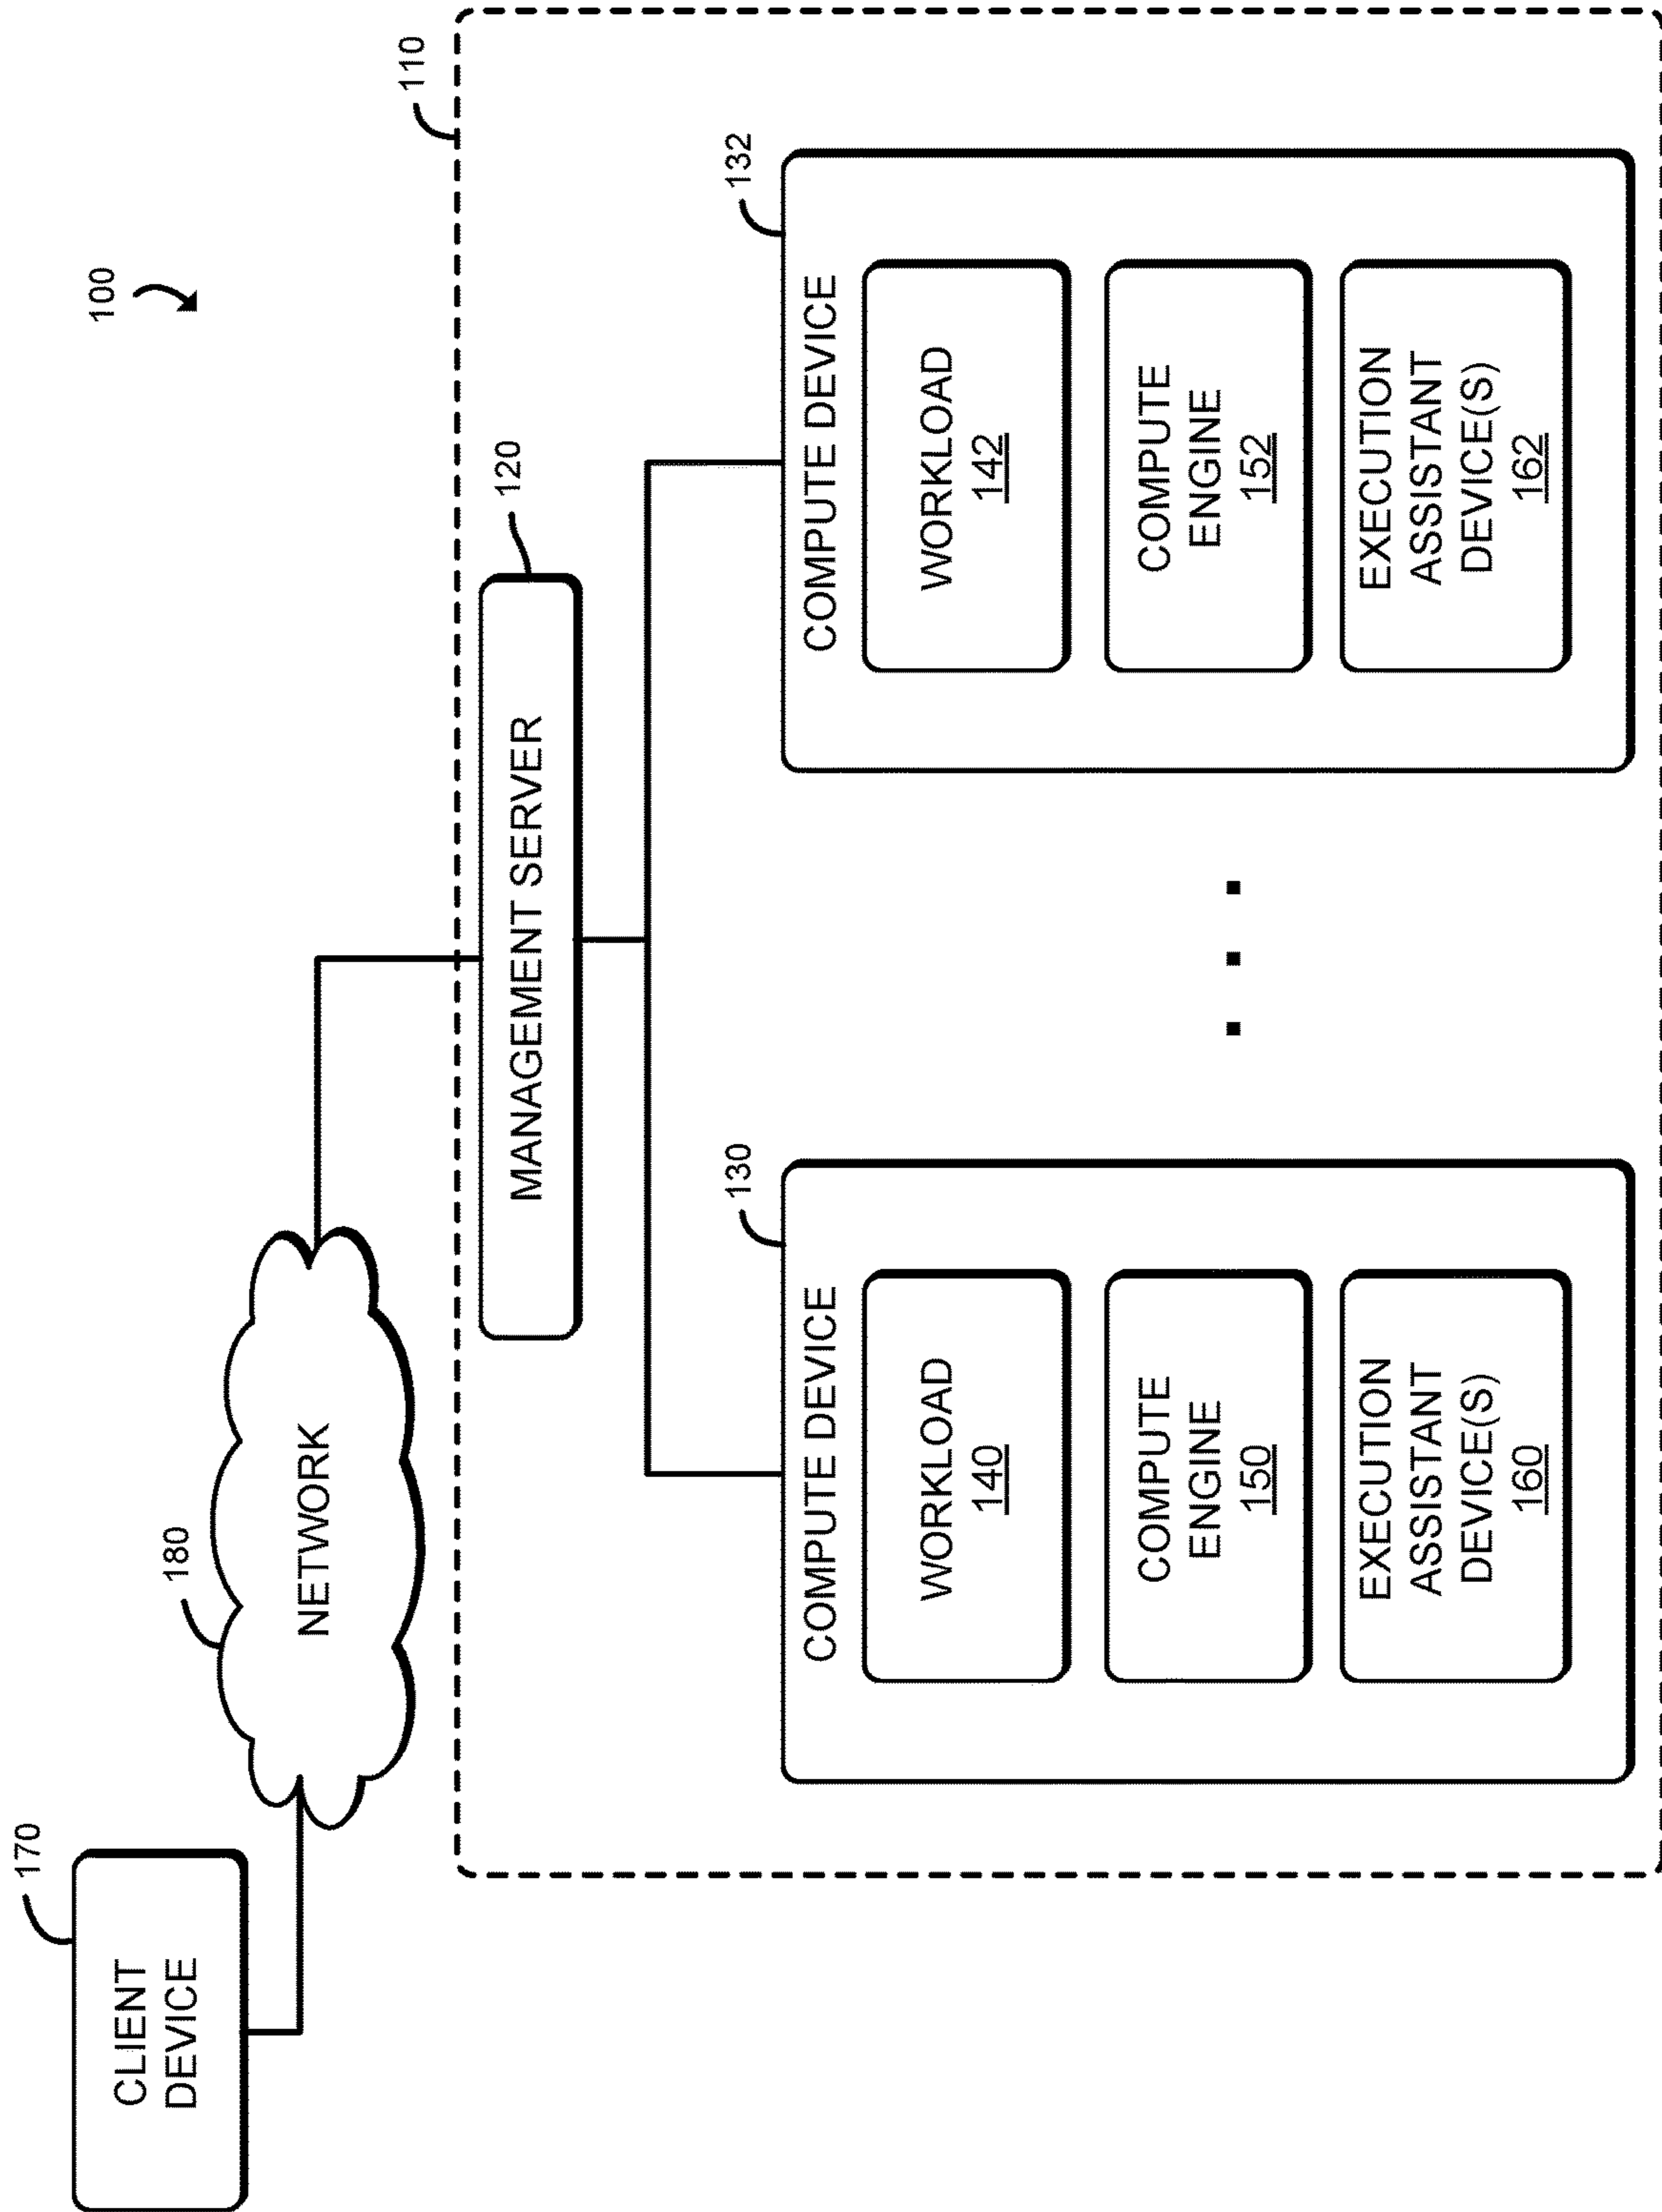 100
170
CLIENT
DEVICE
180
NETWORK
110
120
MANAGEMENT SERVER
130
COMPUTE DEVICE
WORKLOAD
140
COMPUTE
ENGINE
150
EXECUTION
ASSISTANT
DEVICE(S)
160
132
COMPUTE DEVICE
WORKLOAD
142
COMPUTE
ENGINE
152
EXECUTION
ASSISTANT
DEVICE(S)
162